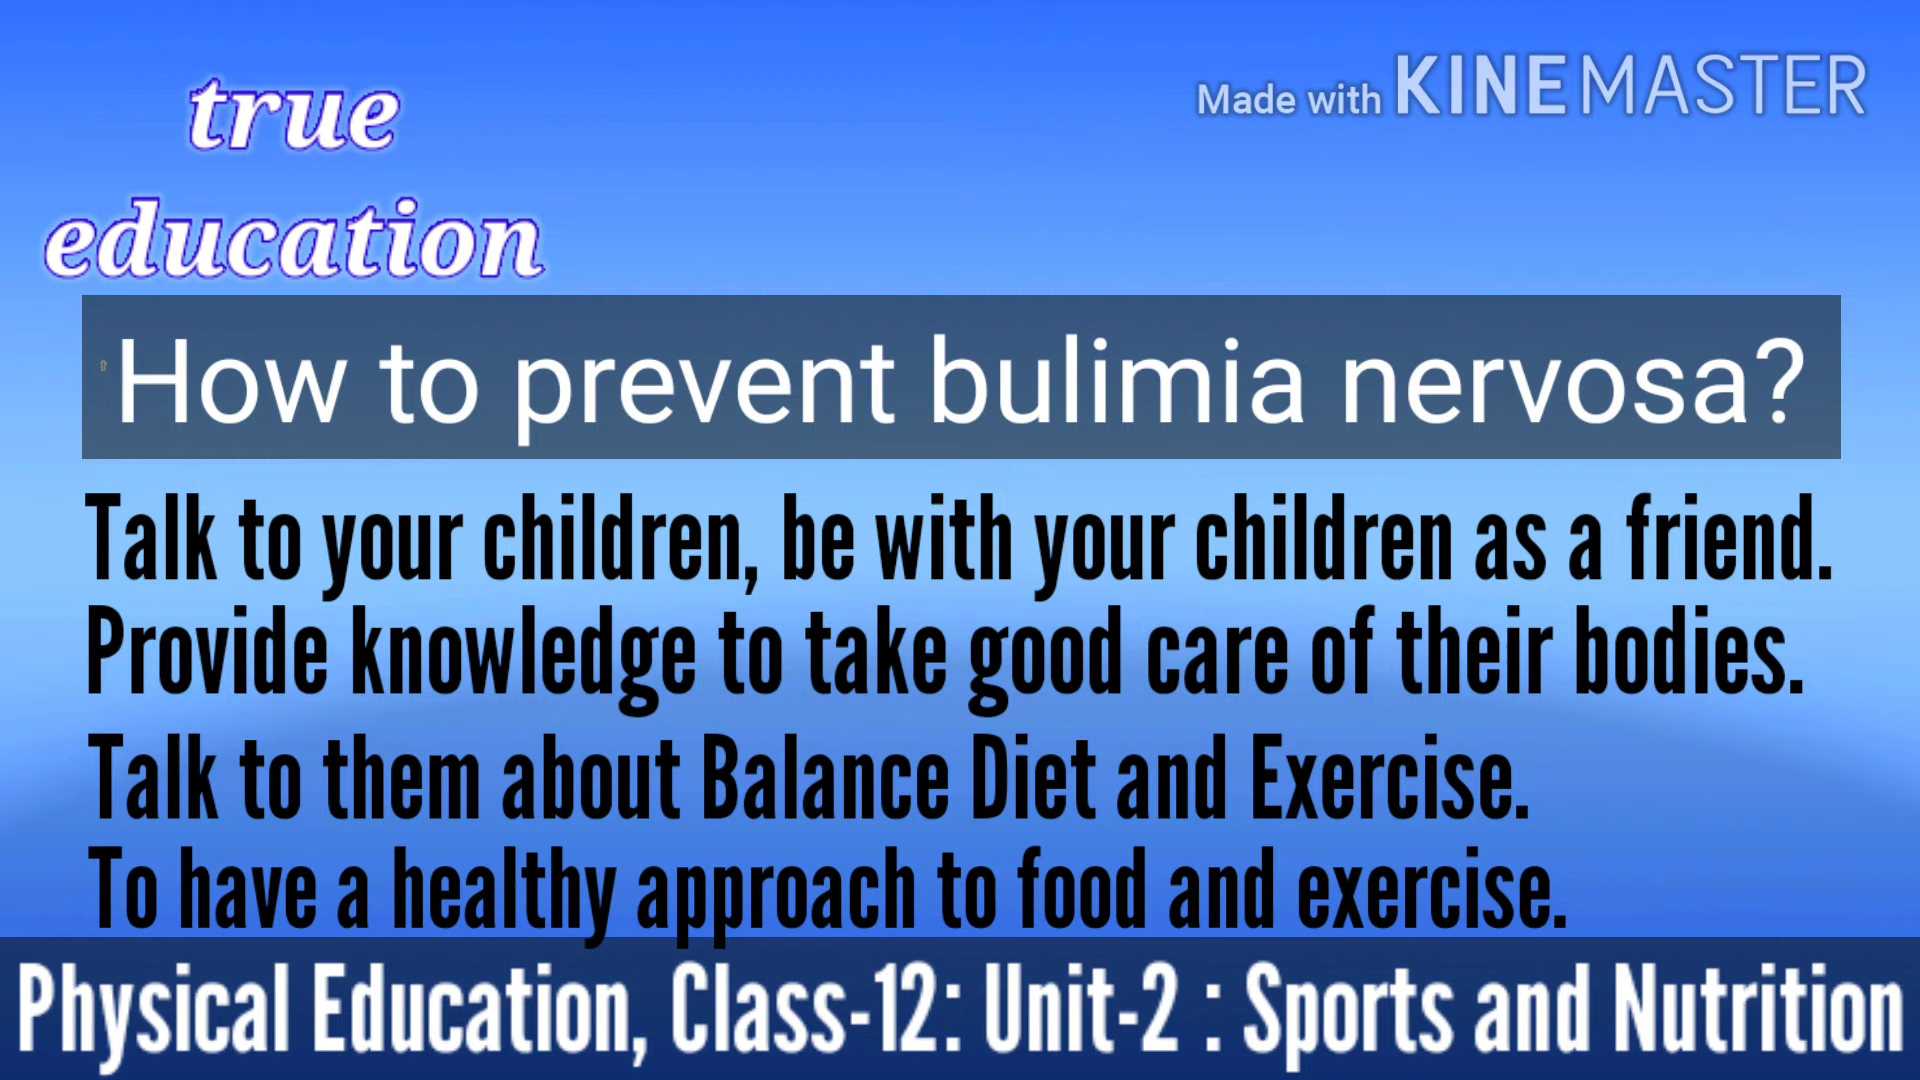 true
education
Made with KINEMASTER
How to prevent bulimia nervosa?
Talk to your children, be with your children as a friend.
Provide knowledge to take good care of their bodies.
Talk to them about Balance Diet and Exercise.
To have a healthy approach to food and exercise.
Physical Education, Class-12: Unit-2 : Sports and Nutrition